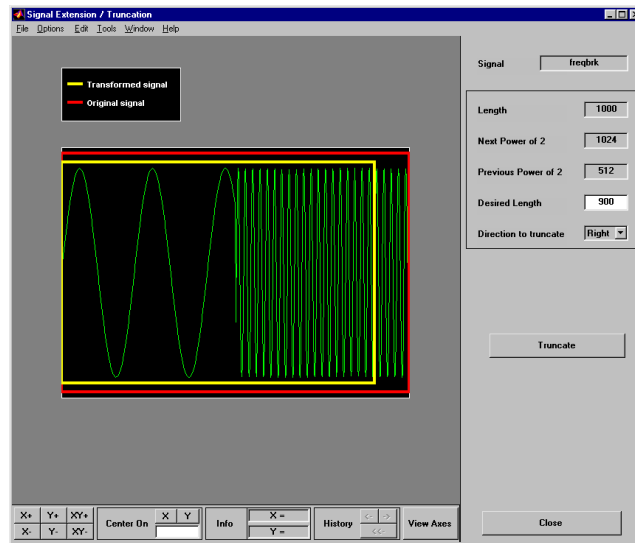 Signal Extension / Truncation
File Options Edit Tools Window Help
Transformed signal
Original signal
Signal freqbrk
Length 1000
Next Power of 2 1024
Previous Power of 2 512
Desired Length 900
Direction to truncate Right
Truncate
X+ Y+ XY+
X- Y- XY-
Center On X Y
Info X =
Y =
History <- ->
<<-
View Axes
Close